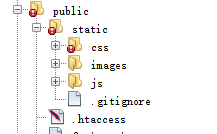 public
static
css
images
js
.gitignore
.htaccess